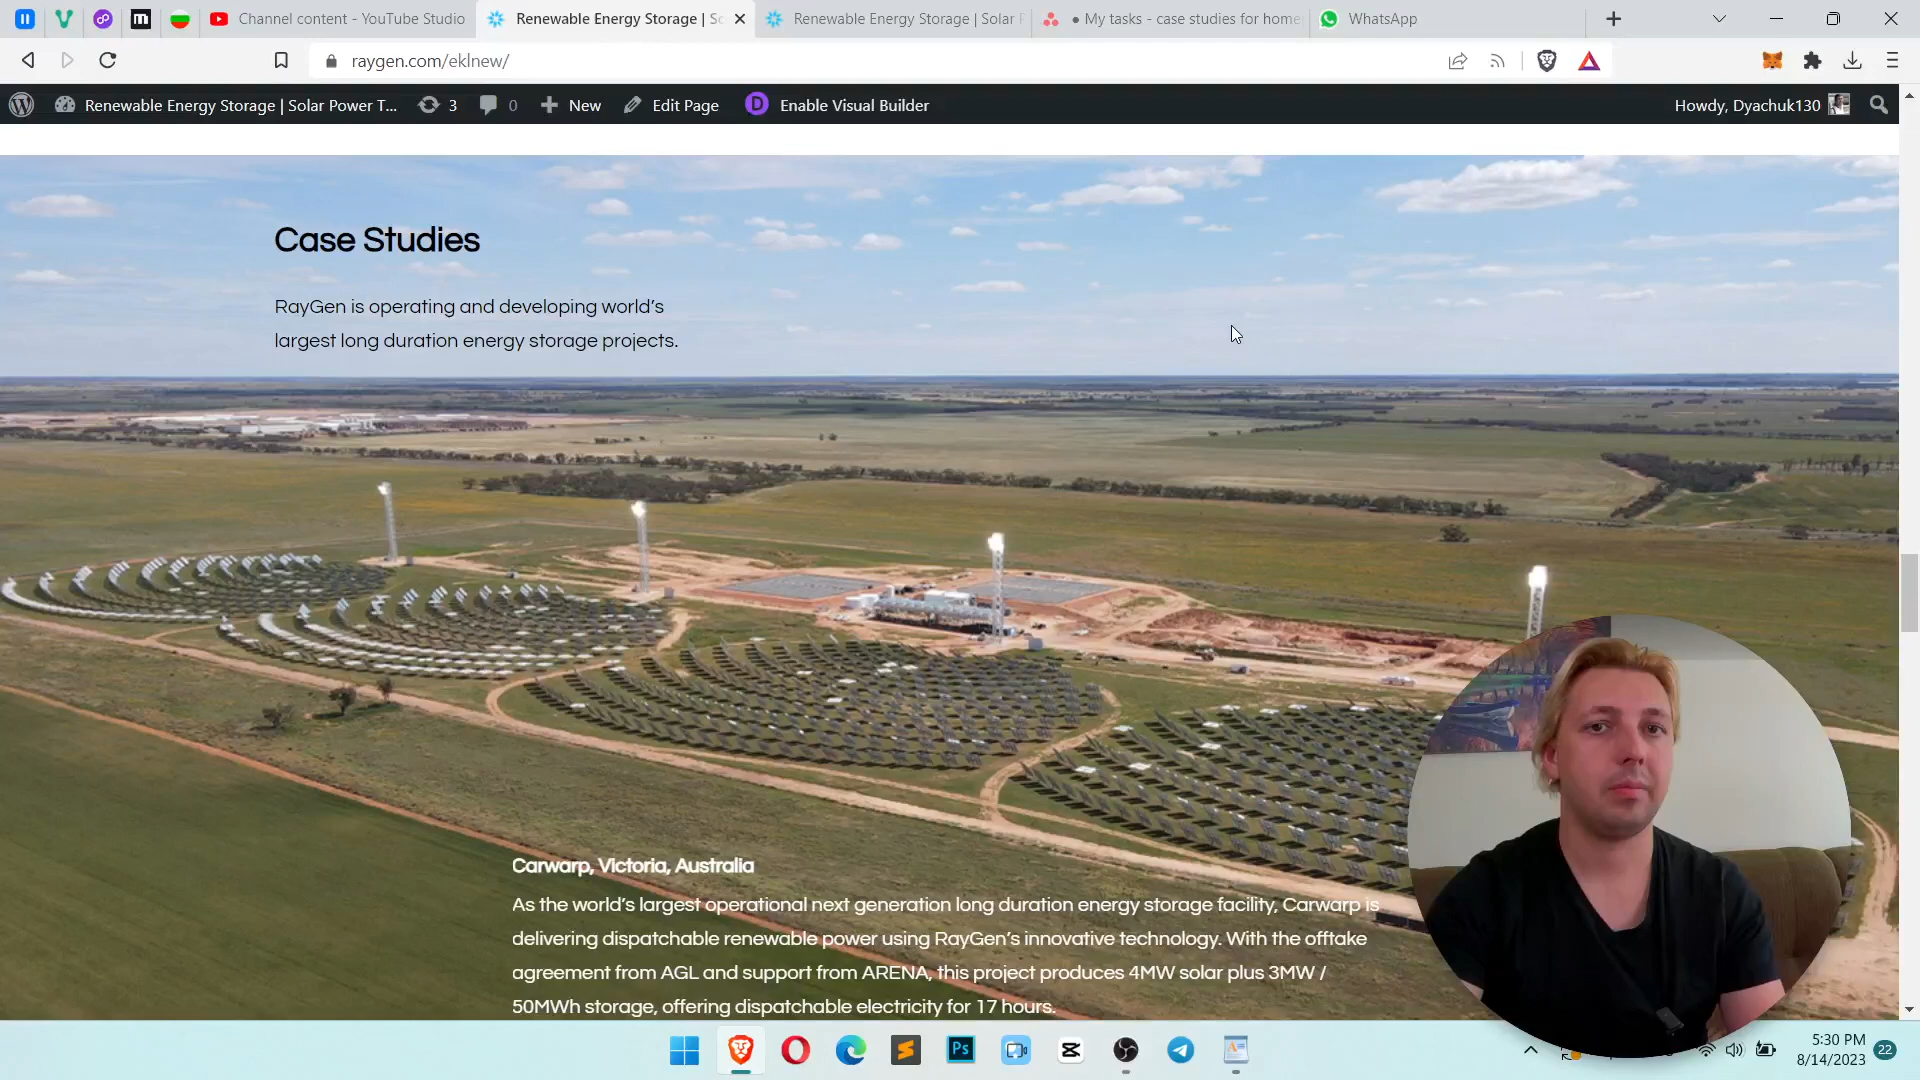 Channel content - YouTube Studio
Renewable Energy Storage | So
Renewable Energy Storage | Solar P
● My tasks - case studies for home
WhatsApp
raygen.com/eklnew/
Renewable Energy Storage | Solar Power T...
3
0
New
Edit Page
D
Enable Visual Builder
Howdy, Dyachuk130
Case Studies
RayGen is operating and developing world's
largest long duration energy storage projects.
Carwarp, Victoria, Australia
As the world's largest operational next generation long duration energy storage facility, Carwarp is
delivering dispatchable renewable power using RayGen's innovative technology. With the offtake
agreement from AGL and support from ARENA, this project produces 4MW solar plus 3MW /
50MWh storage, offering dispatchable electricity for 17 hours.
Ps
5:30 PM
8/14/2023
22